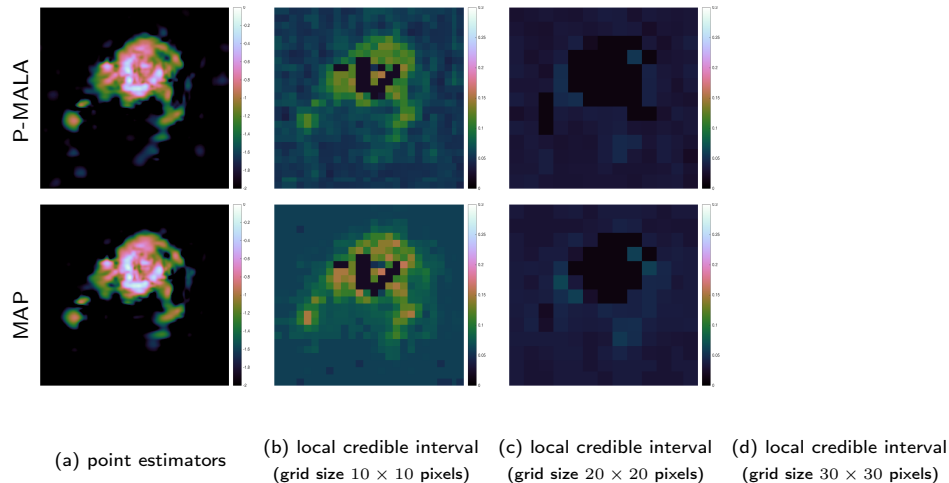 P-MALA
MAP
(a) point estimators
(b) local credible interval
(grid size 10 × 10 pixels)
(c) local credible interval
(grid size 20 × 20 pixels)
(d) local credible interval
(grid size 30 × 30 pixels)